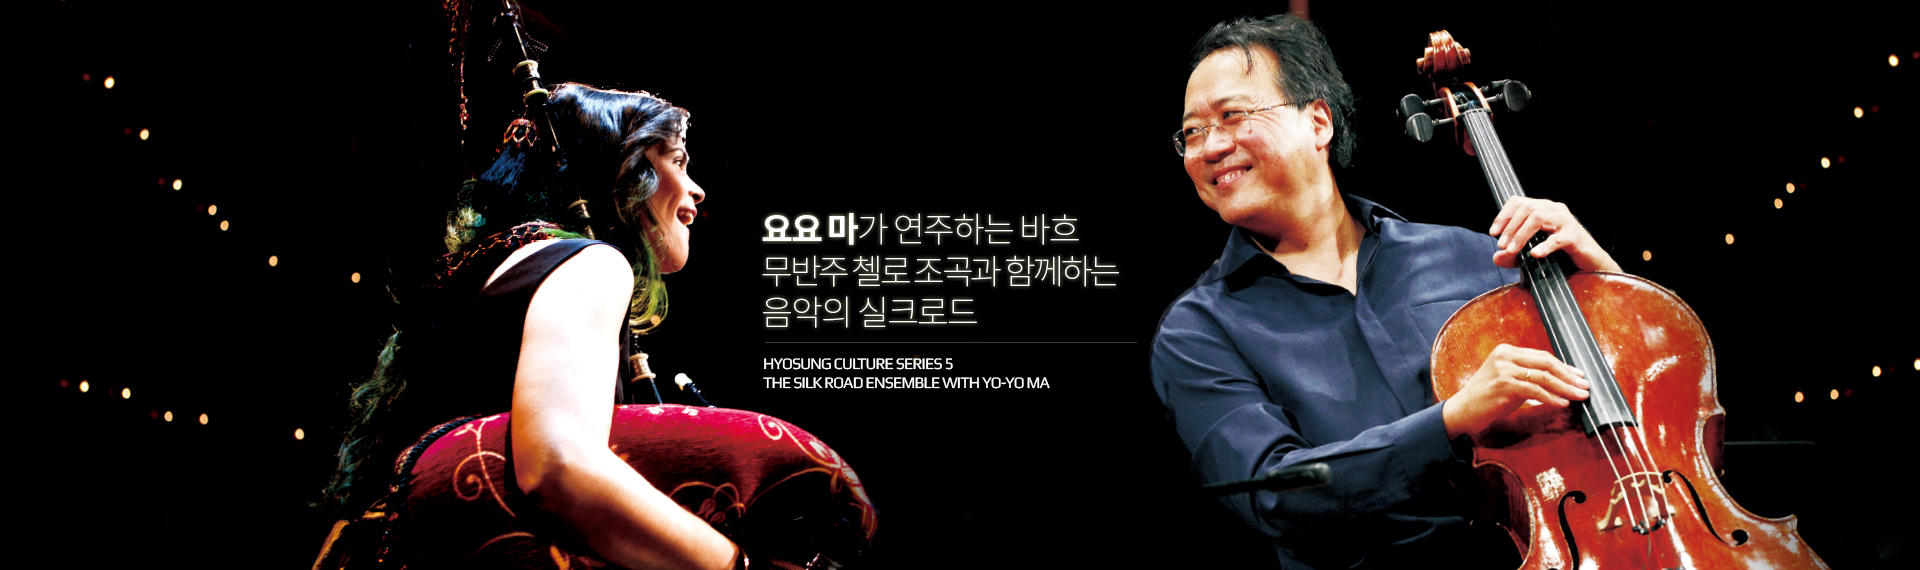 요요 마가 연주하는 바흐
무반주 첼로 조곡과 함께하는
음악의 실크로드
HYOSUNG CULTURE SERIES 5
THE SILK ROAD ENSEMBLE WITH YO-YO MA